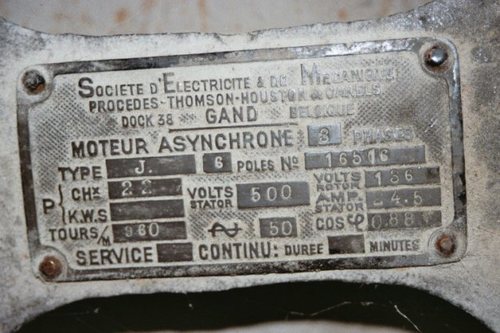 SOCIETE D'ELECTRICITE & DE MECANIQUE
PROCEDES-THOMSON-HOUSTON & CARELS
DOCK 38 GAND BELGIQUE
MOTEUR ASYNCHRONE 3 PHASES
TYPE J. 6 POLES No 16516
P { CHx 22 VOLTS STATOR 500 VOLTS ROTOR 136
K.W.S AMP STATOR 24.5
TOURS/M 960 50 COS φ 0.88
SERVICE CONTINU: DUREE MINUTES